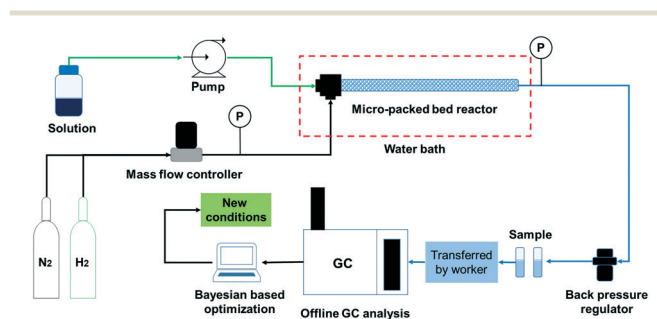 P
Pump
Micro-packed bed reactor
Solution
P
Water bath
Mass flow controller
New
conditions
Sample
N2
H2
GC
Transferred
by worker
Bayesian based
optimization
Offline GC analysis
Back pressure
regulator